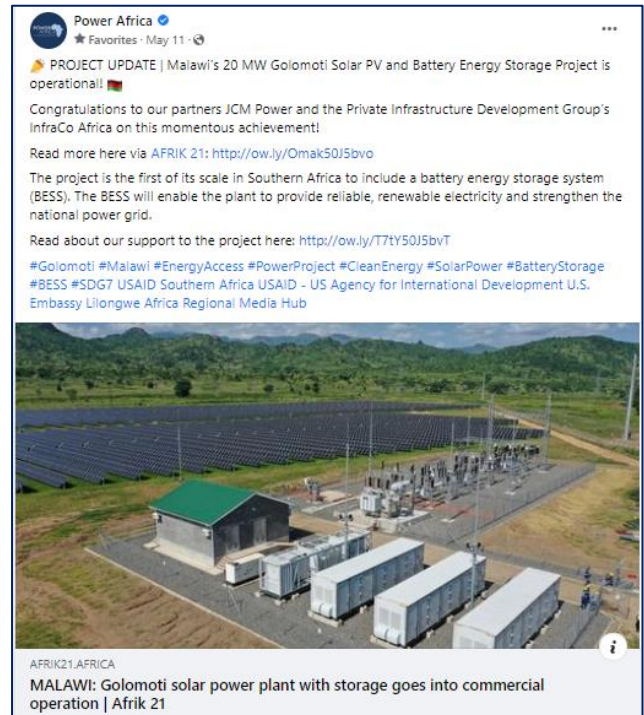 Power Africa
Favorites · May 11 ·
PROJECT UPDATE | Malawi's 20 MW Golomoti Solar PV and Battery Energy Storage Project is
operational!
Congratulations to our partners JCM Power and the Private Infrastructure Development Group's
InfraCo Africa on this momentous achievement!
Read more here via AFRIK 21: http://ow.ly/Omak50J5bvo
The project is the first of its scale in Southern Africa to include a battery energy storage system
(BESS). The BESS will enable the plant to provide reliable, renewable electricity and strengthen the
national power grid.
Read about our support to the project here: http://ow.ly/T7tY50J5bvT
#Golomoti #Malawi #EnergyAccess #PowerProject #CleanEnergy #SolarPower #BatteryStorage
#BESS #SDG7 USAID Southern Africa USAID - US Agency for International Development U.S.
Embassy Lilongwe Africa Regional Media Hub
AFRIK21.AFRICA
MALAWI: Golomoti solar power plant with storage goes into commercial
operation | Afrik 21